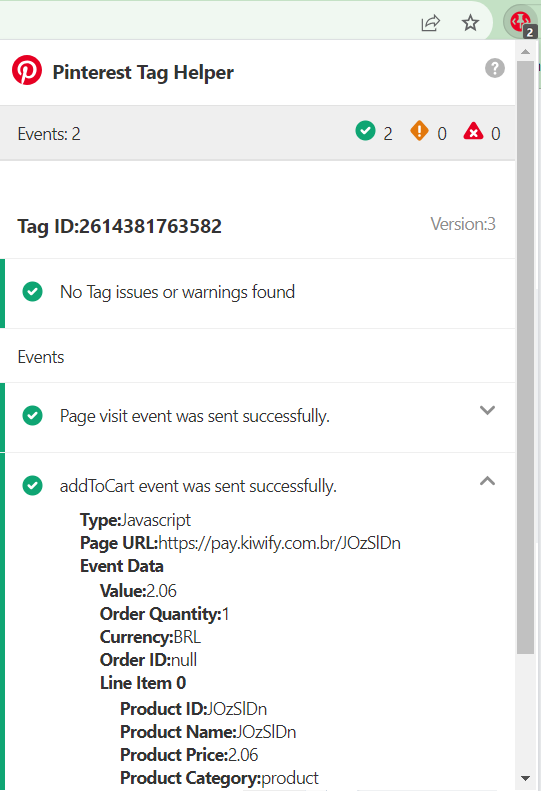 2
Pinterest Tag Helper
?
Events: 2
2
0
0
Tag ID:2614381763582
Version:3
No Tag issues or warnings found
Events
Page visit event was sent successfully.
addToCart event was sent successfully.
Type:Javascript
Page URL:https://pay.kiwify.com.br/JOzSlDn
Event Data
Value:2.06
Order Quantity:1
Currency:BRL
Order ID:null
Line Item 0
Product ID:JOzSlDn
Product Name:JOzSlDn
Product Price:2.06
Product Category:product